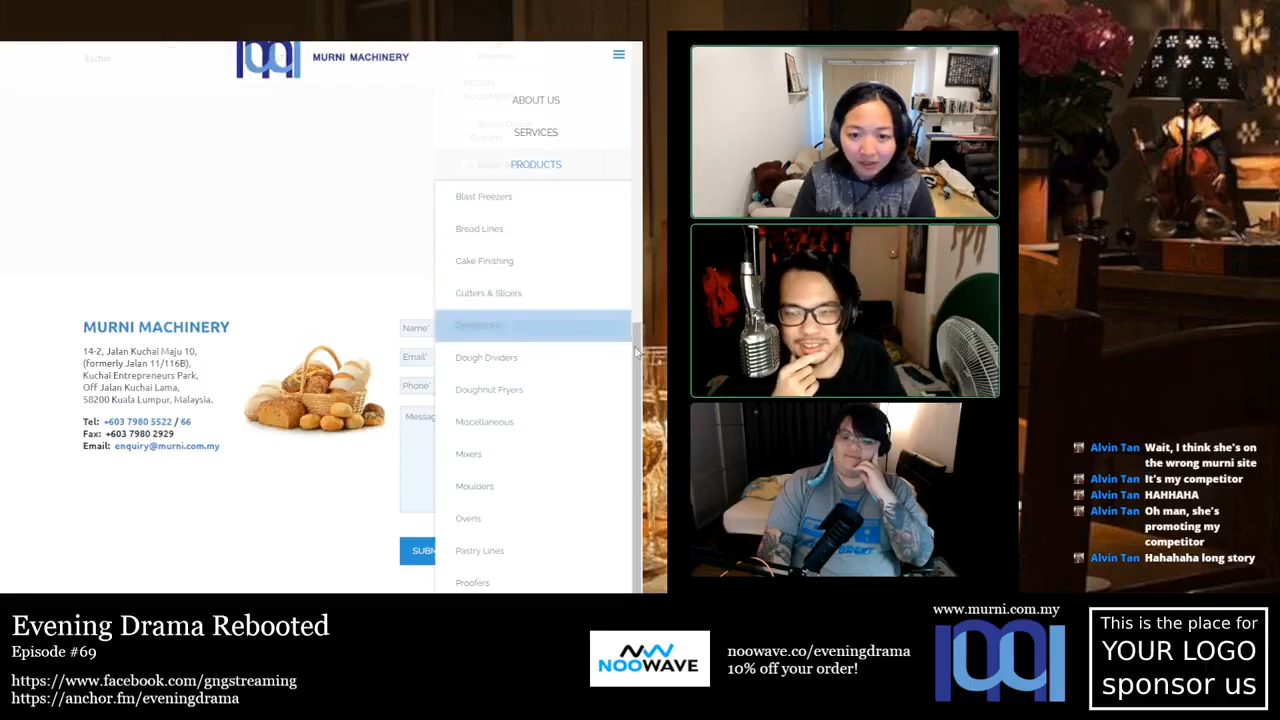 Escher
MURNI MACHINERY
Sheeters
RECON
EQUIPMENT
ABOUT US
SERVICES
PRODUCTS
Blast Freezers
Bread Lines
Cake Finishing
Cutters & Slicers
Dough Dividers
Doughnut Fryers
Miscellaneous
Mixers
Moulders
Ovens
Pastry Lines
Proofers
MURNI MACHINERY
14-2, Jalan Kuchai Maju 10,
(formerly Jalan 11/116B),
Kuchai Entrepreneurs Park,
Off Jalan Kuchai Lama,
58200 Kuala Lumpur, Malaysia.
Tel: +603 7980 5522 / 66
Fax: +603 7980 2929
Email: enquiry@murni.com.my
Name*
Email*
Phone*
Messag
SUBM
Alvin Tan Wait, I think she's on
the wrong murni site
Alvin Tan It's my competitor
Alvin Tan HAHHAHA
Alvin Tan Oh man, she's
promoting my
competitor
Alvin Tan Hahahaha long story
Evening Drama Rebooted
Episode #69
https://www.facebook.com/gngstreaming
https://anchor.fm/eveningdrama
NOOWAVE
noowave.co/eveningdrama
10% off your order!
www.murni.com.my
This is the place for
YOUR LOGO
sponsor us